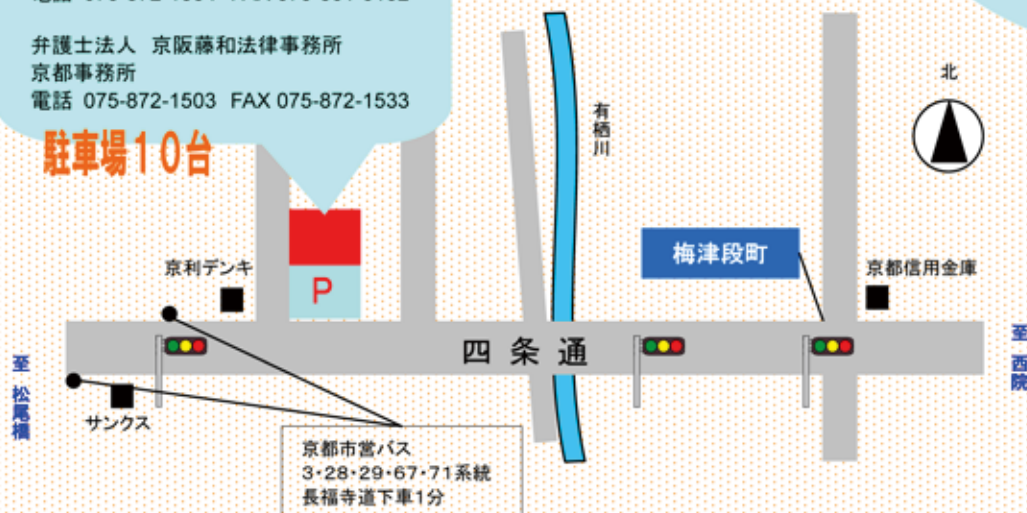 弁護士法人 京阪藤和法律事務所
京都事務所
電話 075-872-1503 FAX 075-872-1533
駐車場10台
北
有栖川
梅津段町
京利デンキ
京都信用金庫
P
四条通
至 松尾橋
至 西院
サンクス
京都市営バス
3・28・29・67・71系統
長福寺道下車1分